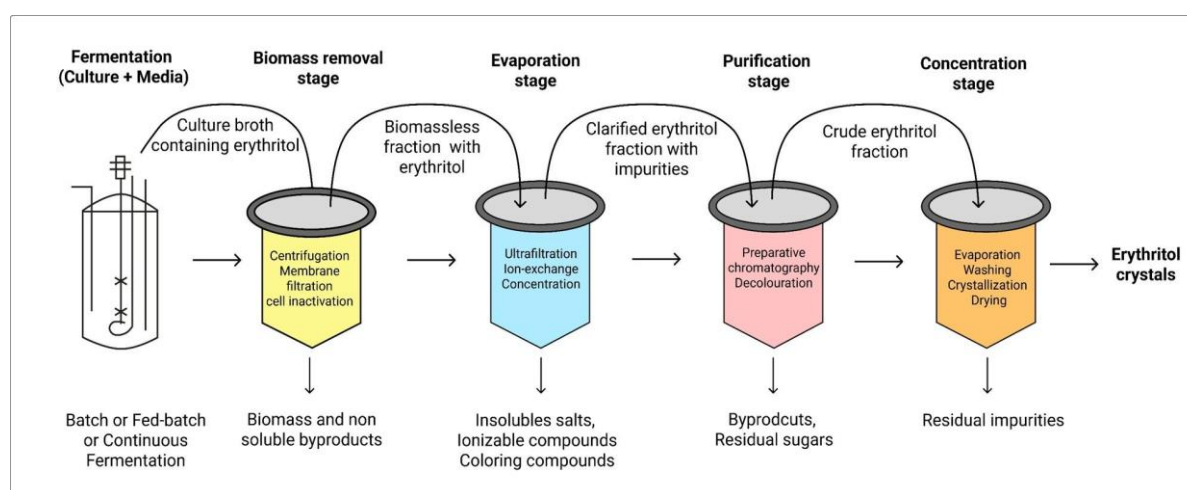 Fermentation
(Culture + Media)
Biomass removal
stage
Evaporation
stage
Purification
stage
Concentration
stage
Culture broth
containing erythritol
Biomassless
fraction with
erythritol
Clarified erythritol
fraction with
impurities
Crude erythritol
fraction
Centrifugation
Membrane
filtration
cell inactivation
Ultrafiltration
Ion-exchange
Concentration
Preparative
chromatography
Decolouration
Evaporation
Washing
Crystallization
Drying
Erythritol
crystals
Batch or Fed-batch
or Continuous
Fermentation
Biomass and non
soluble byproducts
Insolubles salts,
Ionizable compounds
Coloring compounds
Byprodcuts,
Residual sugars
Residual impurities